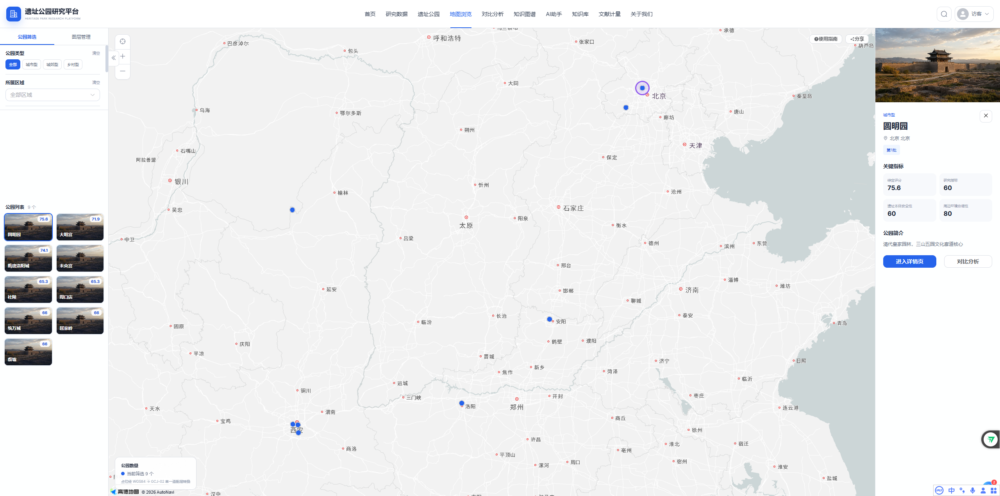 遗址公园研究平台
HERITAGE PARK RESEARCH PLATFORM
首页 研究数据 遗址公园 地图浏览 对比分析 知识图谱 AI助手 知识库 文献计量 关于我们
访客
公园筛选 图层管理
公园类型 清空
全部 城市型 城郊型 乡村型
所属区域 清空
全部区域
公园列表 9 个
75.6 圆明园
71.9 大明宫
74.1 隋唐洛阳城
未央宫
65.3 杜陵
65.3 周口店
66 统万城
66 屈家岭
66 殷墟
使用指南 分享
乌兰察布
承德
呼和浩特
张家口
巴彦淖尔
葫芦岛
包头
大同
北京
秦皇岛
乌海
鄂尔多斯
唐山
廊坊
朔州
天津
石嘴山
阿拉善盟
保定
银川
忻州
沧州
榆林
石家庄
吴忠
阳泉
太原
衡水
中卫
吕梁
德州
滨州
东营
邢台
淄博
潍坊
延安
邯郸
济南
聊城
泰安
长治
临汾
安阳
青岛
固原
鹤壁
濮阳
庆阳
平凉
晋城
济宁
日照
新乡
焦作
菏泽
临沂
运城
铜川
三门峡
开封
枣庄
洛阳
郑州
天水
连云港
渭南
商丘
宝鸡
西安
徐州
许昌
淮北
宿迁
商洛
亳州
平顶山
周口
宿州
漯河
淮安
盐城
汉中
公园数量
当前筛选 9 个
点位经 WGS84 → GCJ-02 单一适配层转换
高德地图 © 2026 AutoNavi
城市型
圆明园
北京 北京
第1批
关键指标
综合评分 研究指标
75.6 60
遗址本体安全性 周边环境协调性
60 80
公园简介
清代皇家园林，三山五园文化廊道核心
进入详情页 对比分析
2
iFLY 中